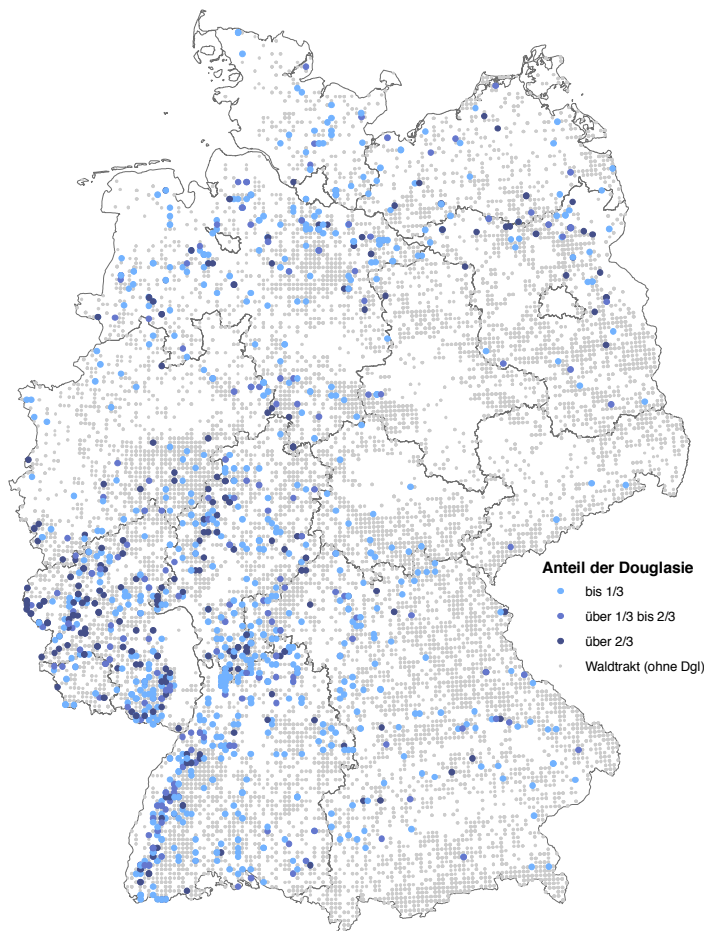 Anteil der Douglasie
bis 1/3
über 1/3 bis 2/3
über 2/3
Waldtrakt (ohne Dgl)